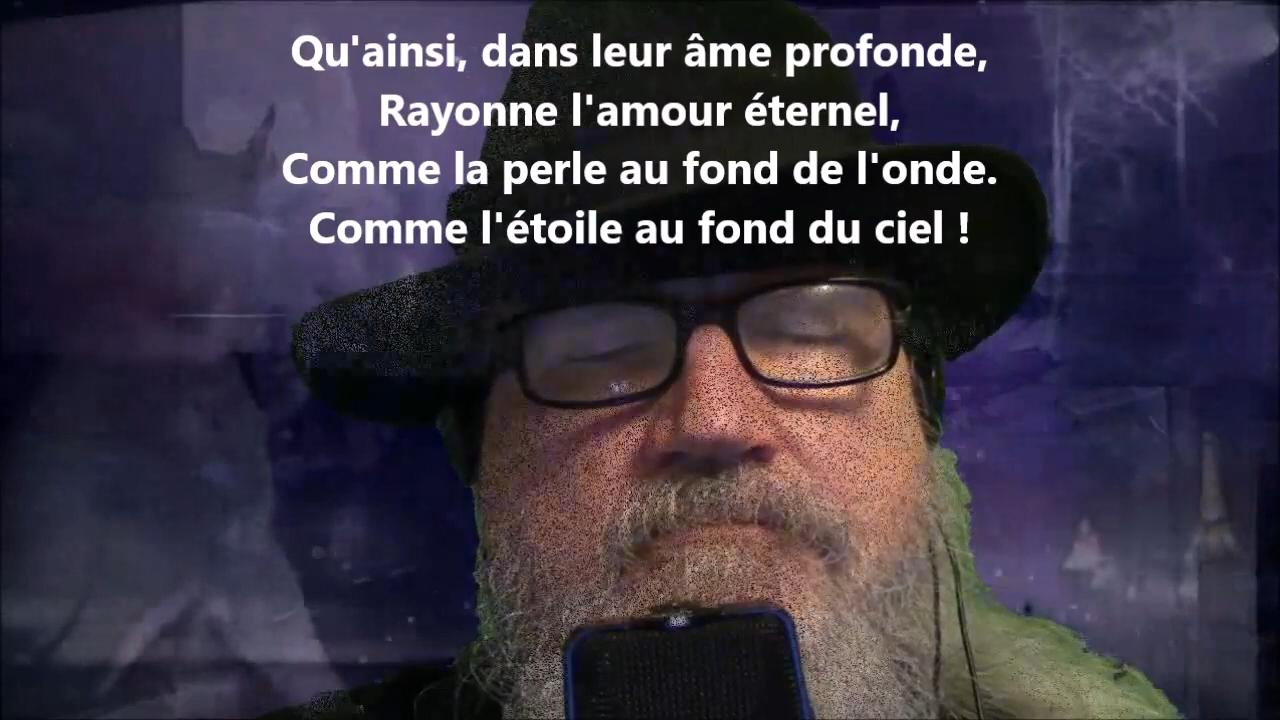 Qu'ainsi, dans leur âme profonde,
Rayonne l'amour éternel,
Comme la perle au fond de l'onde.
Comme l'étoile au fond du ciel !